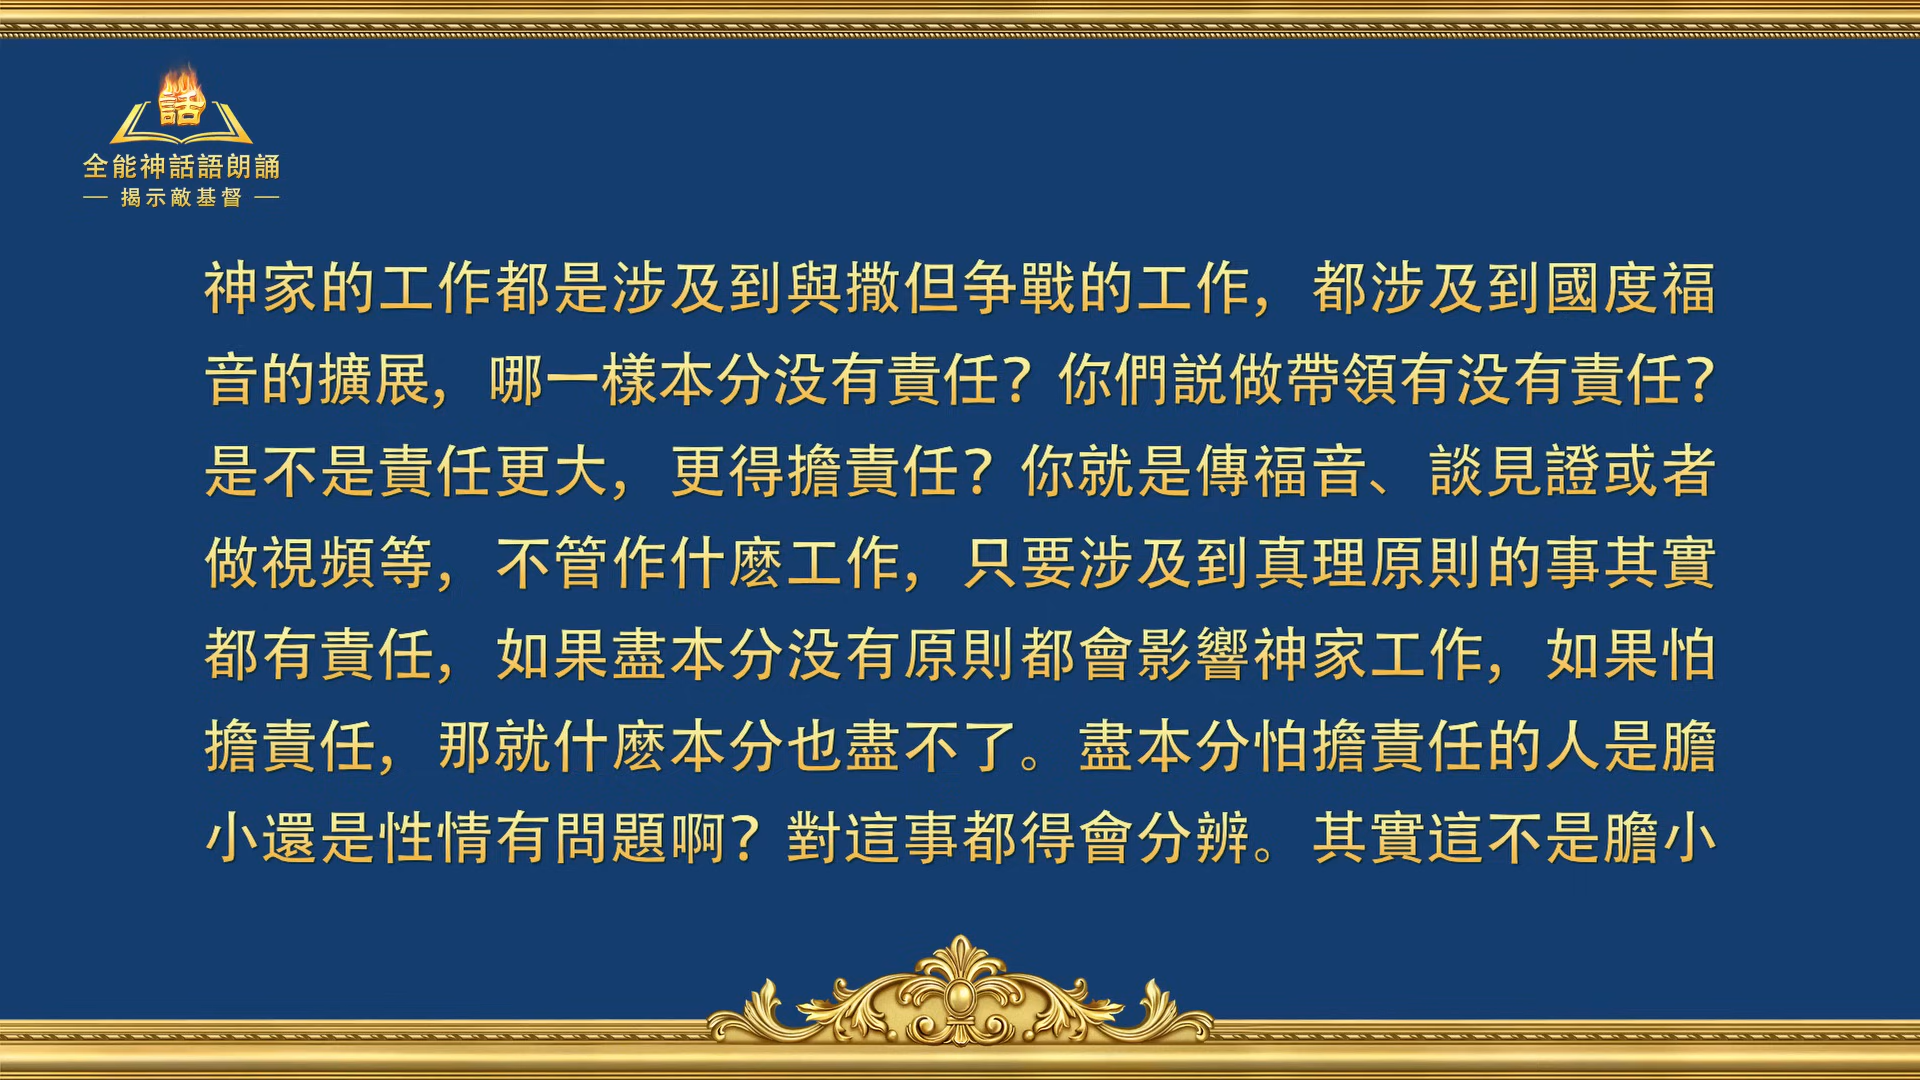 話
全能神話語朗誦
— 揭示敵基督 —
神家的工作都是涉及到與撒但争戰的工作，都涉及到國度福
音的擴展，哪一樣本分没有責任？你們説做帶領有没有責任？
是不是責任更大，更得擔責任？你就是傳福音、談見證或者
做視頻等，不管作什麽工作，只要涉及到真理原則的事其實
都有責任，如果盡本分没有原則都會影響神家工作，如果怕
擔責任，那就什麽本分也盡不了。盡本分怕擔責任的人是膽
小還是性情有問題啊？對這事都得會分辨。其實這不是膽小